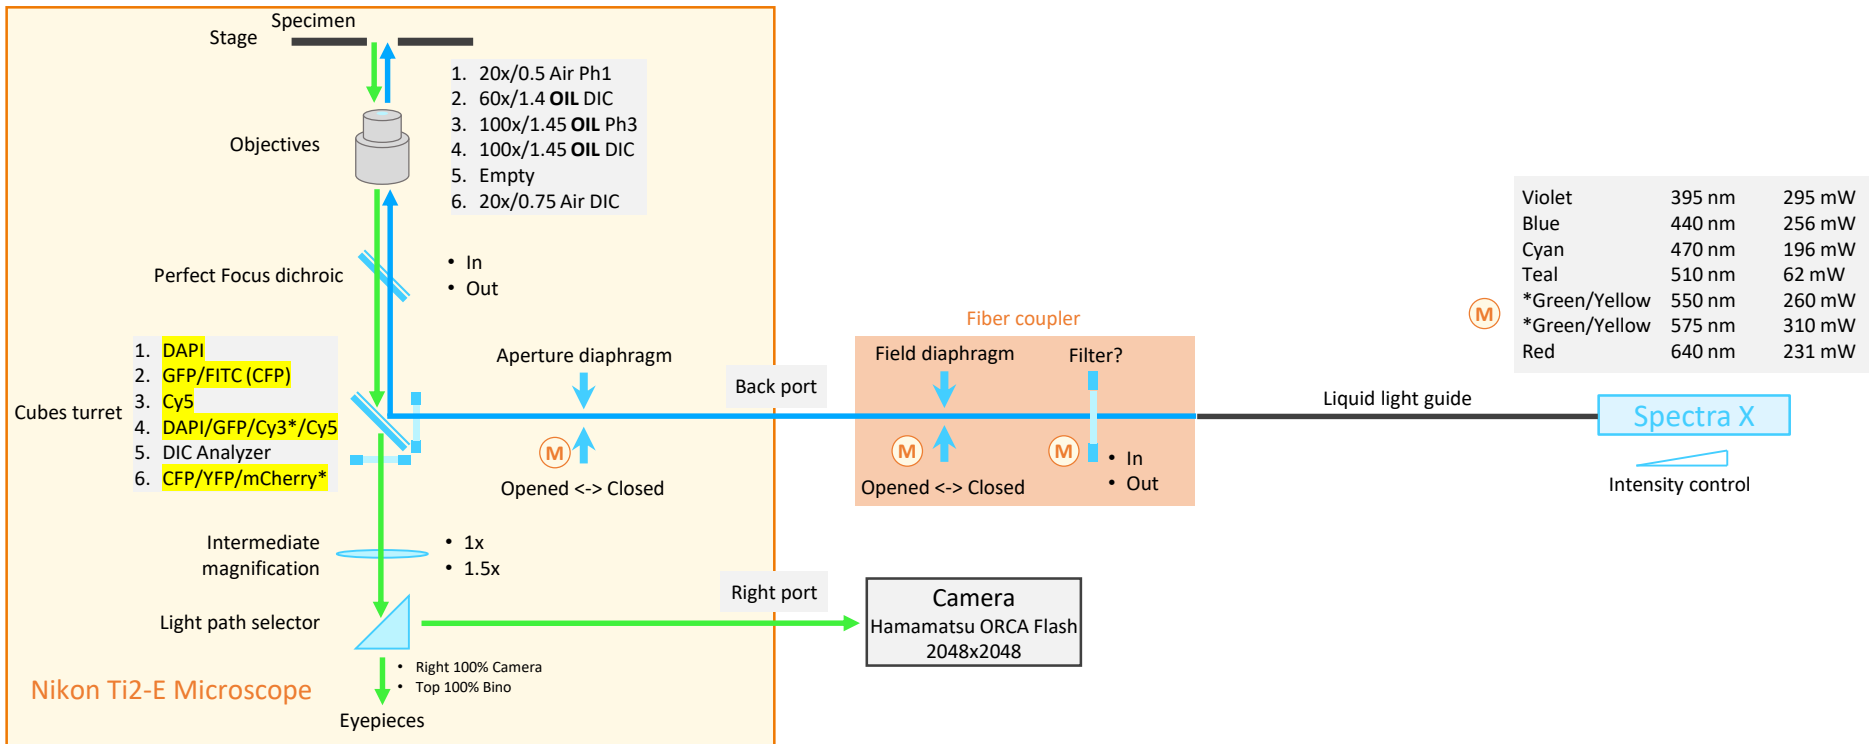 Specimen
Stage
1. 20x/0.5 Air Ph1
2. 60x/1.4 OIL DIC
3. 100x/1.45 OIL Ph3
4. 100x/1.45 OIL DIC
5. Empty
6. 20x/0.75 Air DIC
Objectives
Perfect Focus dichroic
• In
• Out
1. DAPI
2. GFP/FITC (CFP)
3. Cy5
4. DAPI/GFP/Cy3*/Cy5
5. DIC Analyzer
6. CFP/YFP/mCherry*
Cubes turret
Aperture diaphragm
M
Opened <-> Closed
Back port
Fiber coupler
Field diaphragm
M
Opened <-> Closed
Filter?
M
• In
• Out
Liquid light guide
M
Violet 395 nm 295 mW
Blue 440 nm 256 mW
Cyan 470 nm 196 mW
Teal 510 nm 62 mW
*Green/Yellow 550 nm 260 mW
*Green/Yellow 575 nm 310 mW
Red 640 nm 231 mW
Spectra X
Intensity control
Intermediate
magnification
• 1x
• 1.5x
Light path selector
Right port
Camera
Hamamatsu ORCA Flash
2048x2048
• Right 100% Camera
• Top 100% Bino
Nikon Ti2-E Microscope
Eyepieces